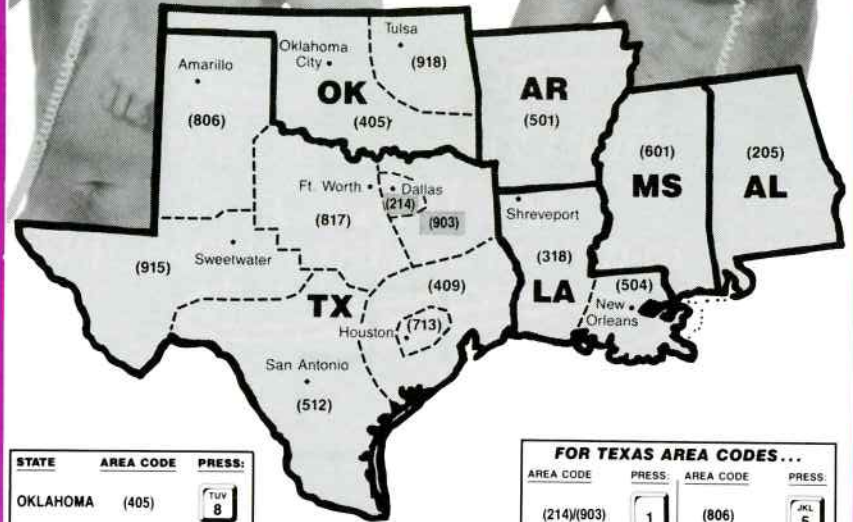 Tulsa
Oklahoma
City
(918)
Amarillo
OK
AR
(806)
(405)
(501)
(601)
(205)
MS
AL
Ft. Worth
Dallas
(214)
(903)
(817)
Shreveport
(915)
Sweetwater
(318)
(409)
(504)
TX
LA
New
Orleans
Houston
(713)
San Antonio
(512)
STATE AREA CODE PRESS:
OKLAHOMA (405) TUV 8
FOR TEXAS AREA CODES...
AREA CODE PRESS: AREA CODE PRESS:
(214)/(903) 1 (806) JKL 5